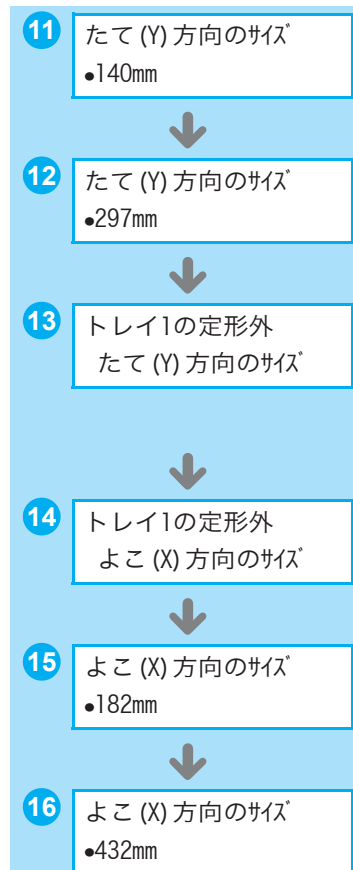 11
たて (Y) 方向のｻｲｽﾞ
●140mm
12
たて (Y) 方向のｻｲｽﾞ
●297mm
13
トレイ1の定形外
たて (Y) 方向のｻｲｽﾞ
14
トレイ1の定形外
よこ (X) 方向のｻｲｽﾞ
15
よこ (X) 方向のｻｲｽﾞ
●182mm
16
よこ (X) 方向のｻｲｽﾞ
●432mm